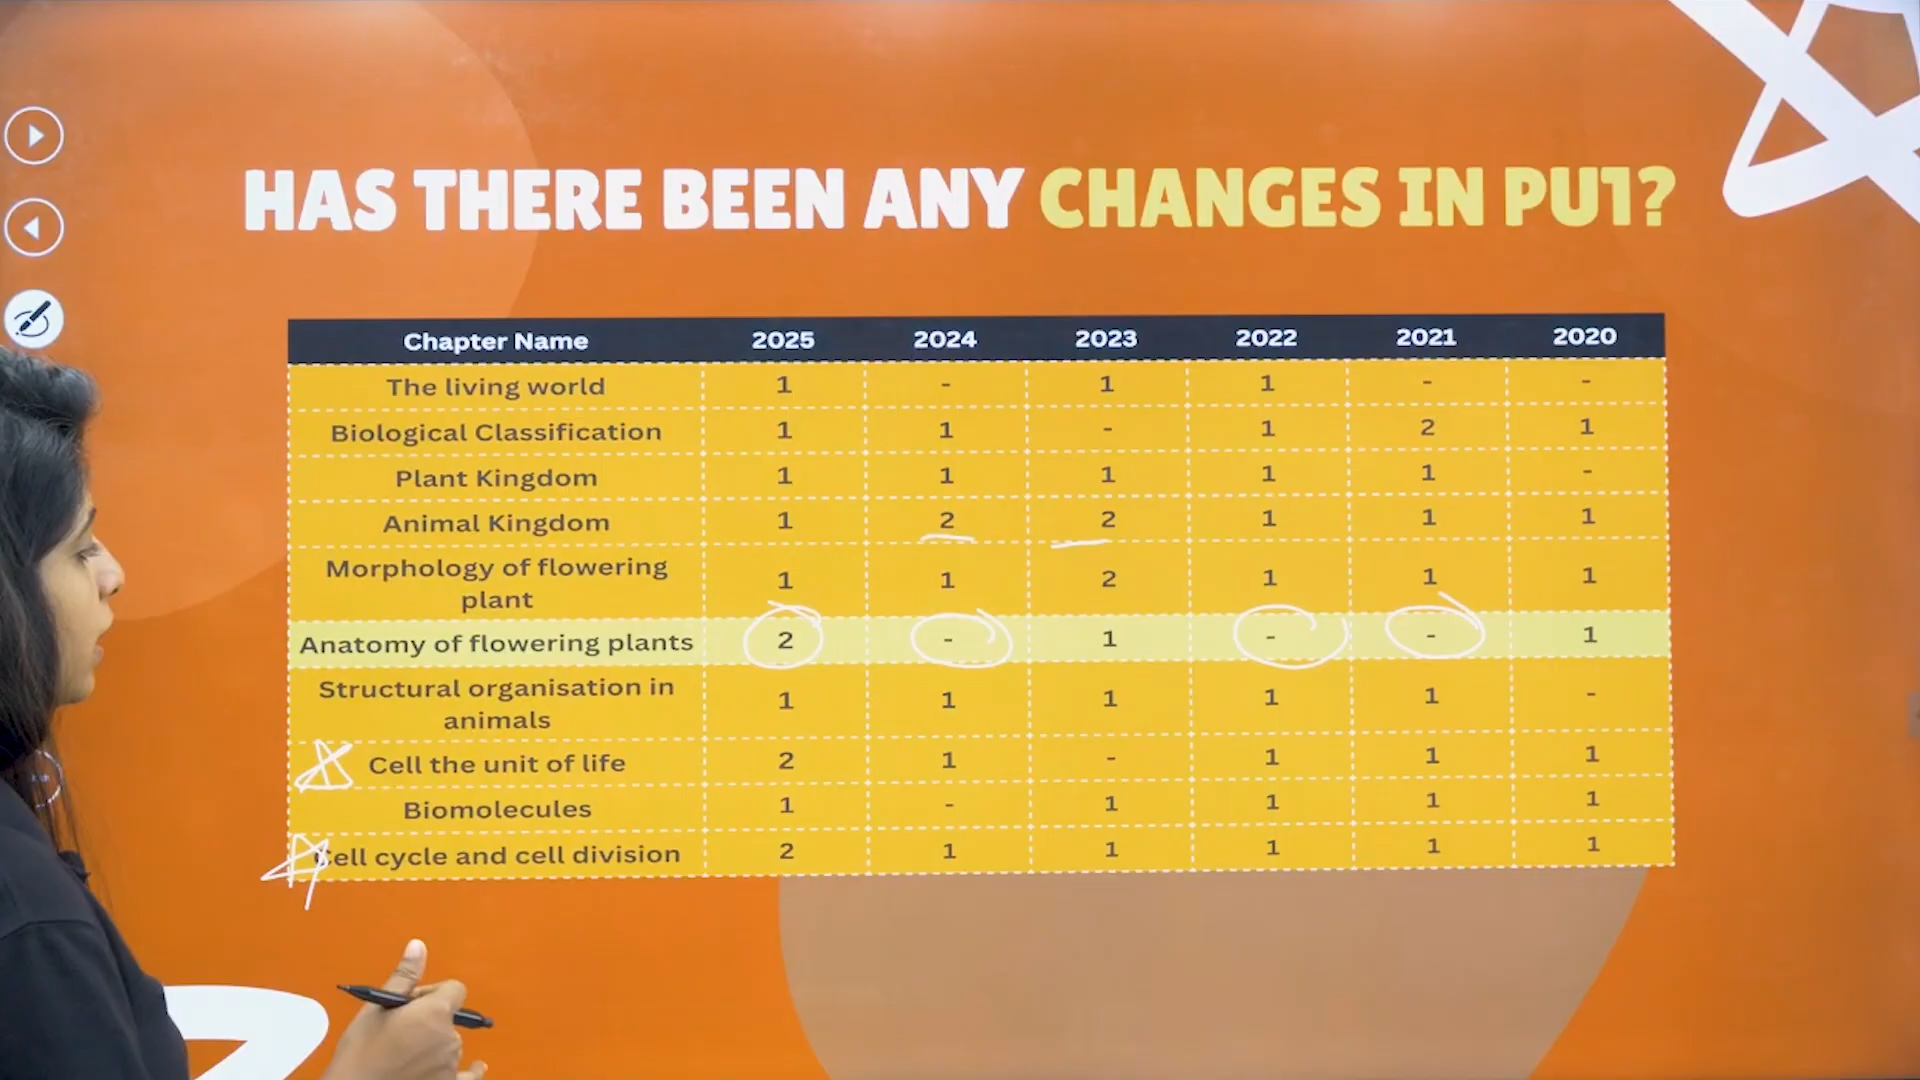 HAS THERE BEEN ANY CHANGES IN PU1?
Chapter Name 2025 2024 2023 2022 2021 2020
The living world 1 - 1 1 - -
Biological Classification 1 1 - 1 2 1
Plant Kingdom 1 1 1 1 1 -
Animal Kingdom 1 2 2 1 1 1
Morphology of flowering
plant 1 1 2 1 1 1
Anatomy of flowering plants 2 - 1 - - 1
Structural organisation in
animals 1 1 1 1 1 -
Cell the unit of life 2 1 - 1 1 1
Biomolecules 1 - 1 1 1 1
Cell cycle and cell division 2 1 1 1 1 1